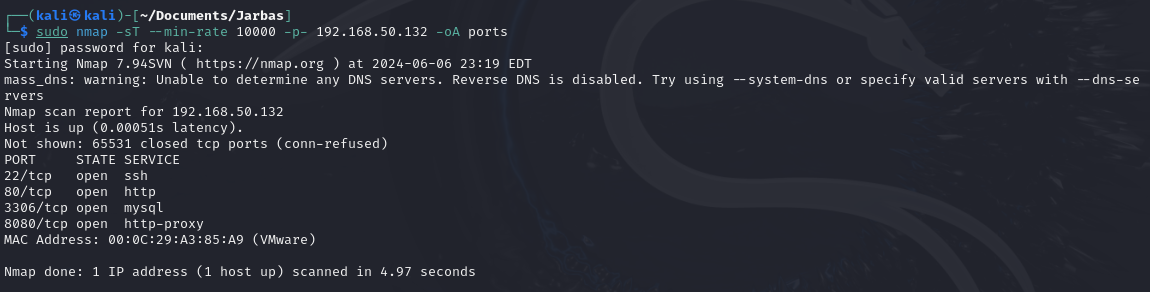 ┌──(kali㉿kali)-[~/Documents/Jarbas]
└─$ sudo nmap -sT --min-rate 10000 -p- 192.168.50.132 -oA ports
[sudo] password for kali:
Starting Nmap 7.94SVN ( https://nmap.org ) at 2024-06-06 23:19 EDT
mass_dns: warning: Unable to determine any DNS servers. Reverse DNS is disabled. Try using --system-dns or specify valid servers with --dns-se
rvers
Nmap scan report for 192.168.50.132
Host is up (0.00051s latency).
Not shown: 65531 closed tcp ports (conn-refused)
PORT     STATE SERVICE
22/tcp   open  ssh
80/tcp   open  http
3306/tcp open  mysql
8080/tcp open  http-proxy
MAC Address: 00:0C:29:A3:85:A9 (VMware)

Nmap done: 1 IP address (1 host up) scanned in 4.97 seconds